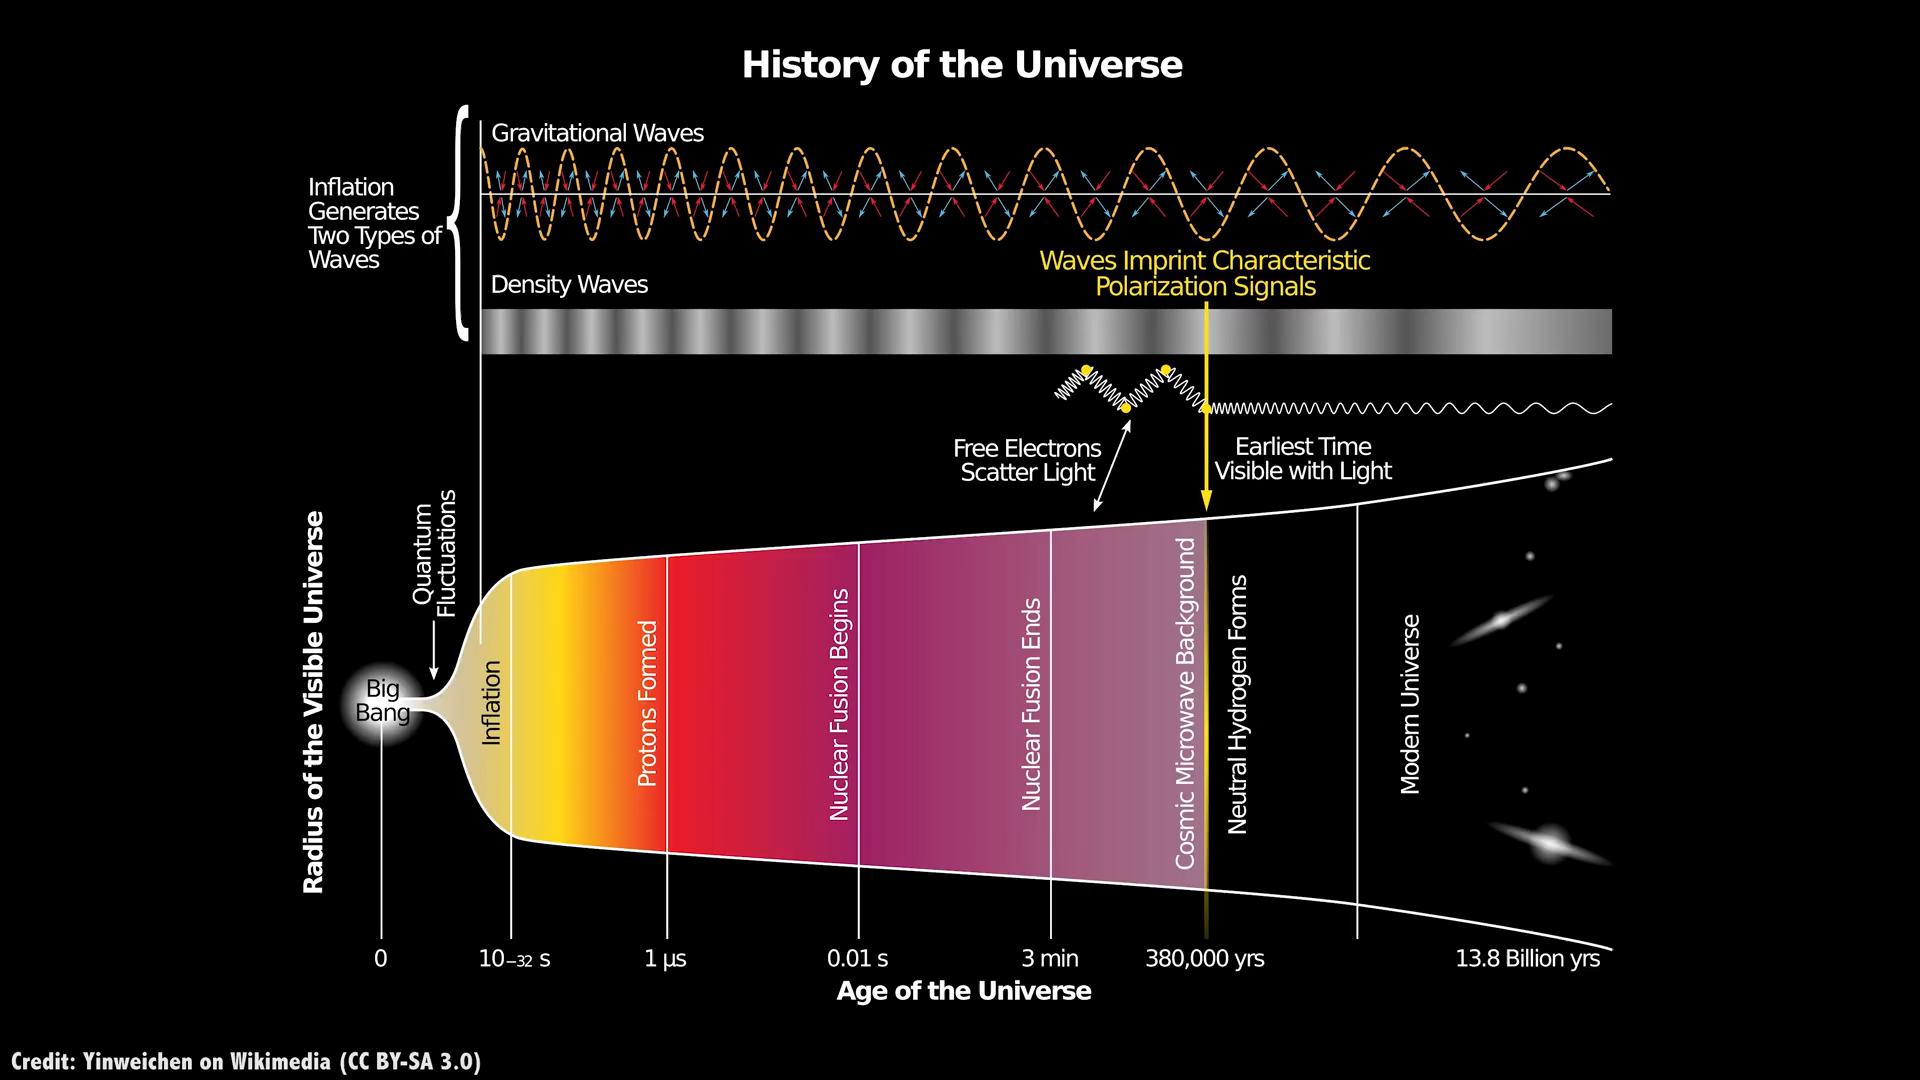 History of the Universe
Gravitational Waves
Inflation
Generates
Two Types of
Waves
Waves Imprint Characteristic
Polarization Signals
Density Waves
Free Electrons
Scatter Light
Earliest Time
Visible with Light
Quantum
Fluctuations
Radius of the Visible Universe
Big
Bang
Inflation
Protons Formed
Nuclear Fusion Begins
Nuclear Fusion Ends
Cosmic Microwave Background
Neutral Hydrogen Forms
Modern Universe
0
10⁻³² s
1 µs
0.01 s
3 min
380,000 yrs
13.8 Billion yrs
Age of the Universe
Credit: Yinweichen on Wikimedia (CC BY-SA 3.0)